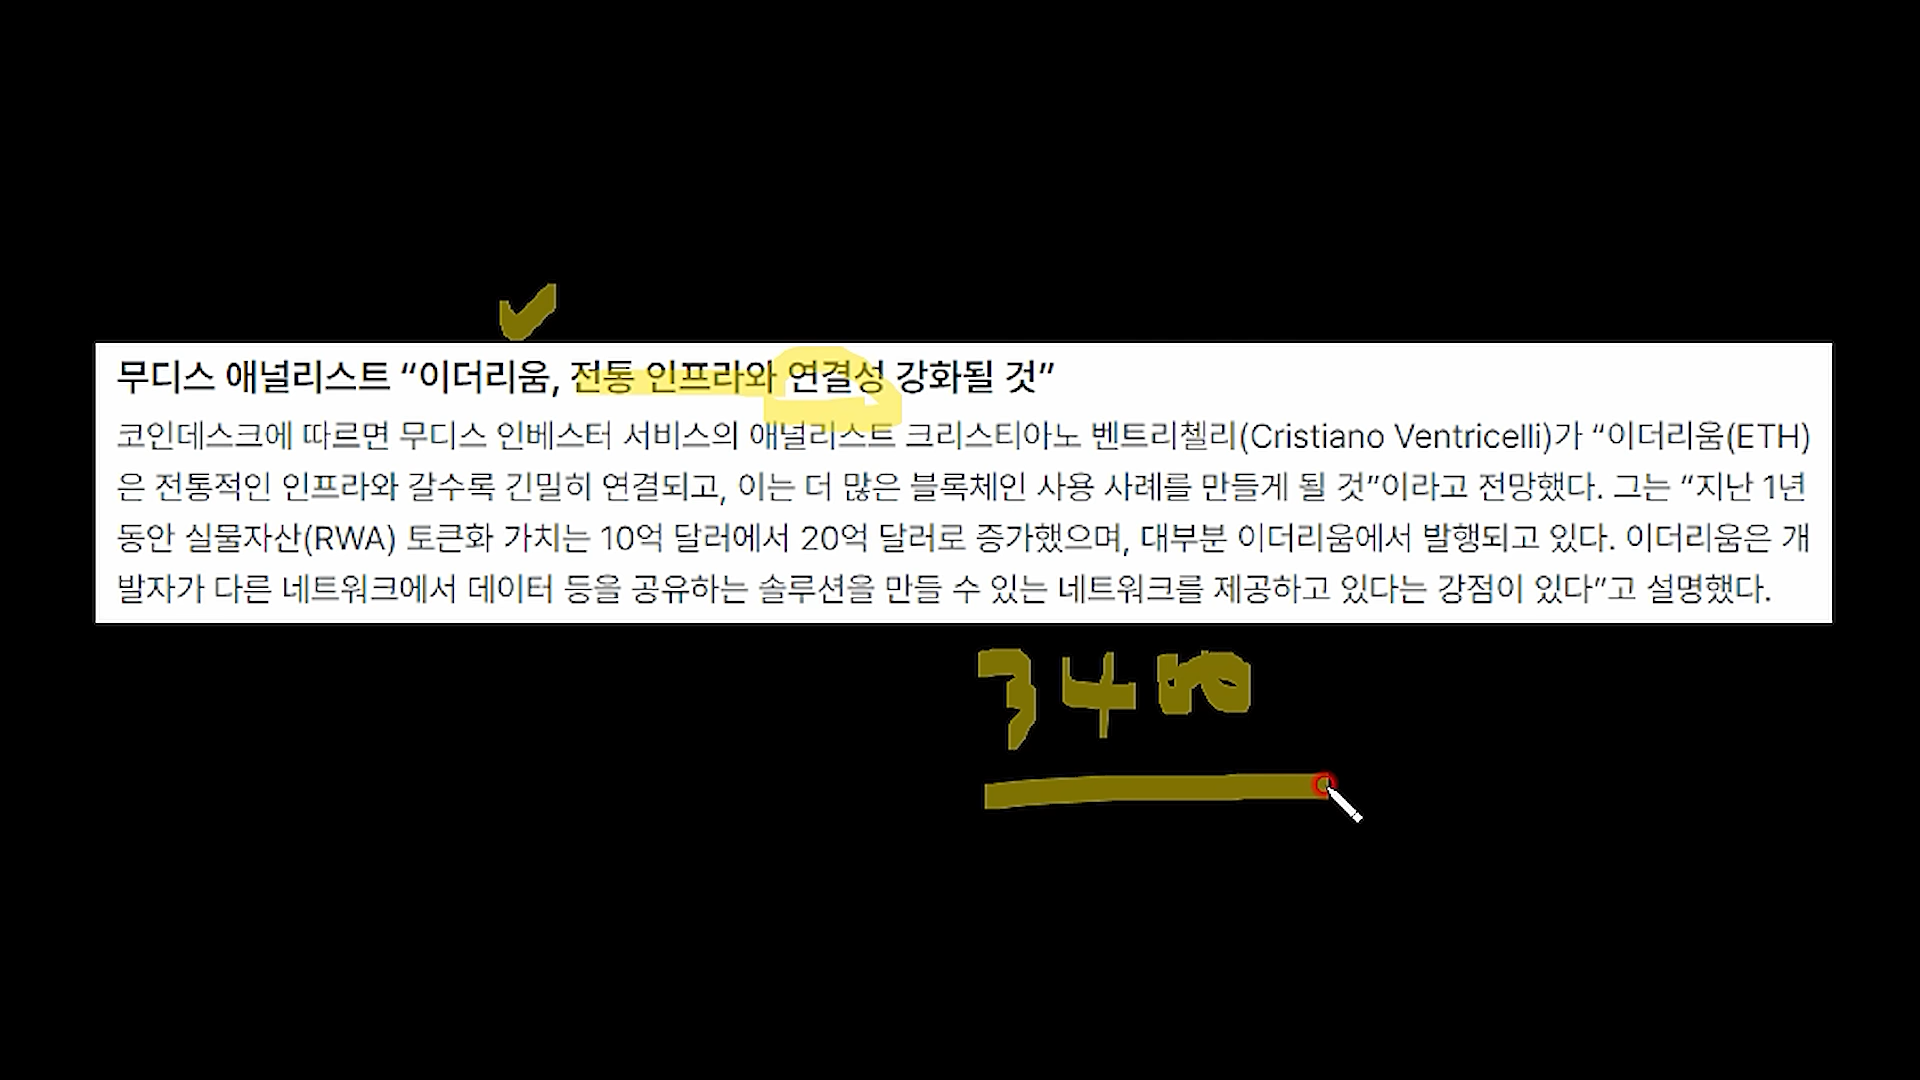 무디스 애널리스트 “이더리움, 전통 인프라와 연결성 강화될 것”
코인데스크에 따르면 무디스 인베스터 서비스의 애널리스트 크리스티아노 벤트리첼리(Cristiano Ventricelli)가 “이더리움(ETH)
은 전통적인 인프라와 갈수록 긴밀히 연결되고, 이는 더 많은 블록체인 사용 사례를 만들게 될 것”이라고 전망했다. 그는 “지난 1년
동안 실물자산(RWA) 토큰화 가치는 10억 달러에서 20억 달러로 증가했으며, 대부분 이더리움에서 발행되고 있다. 이더리움은 개
발자가 다른 네트워크에서 데이터 등을 공유하는 솔루션을 만들 수 있는 네트워크를 제공하고 있다는 강점이 있다”고 설명했다.